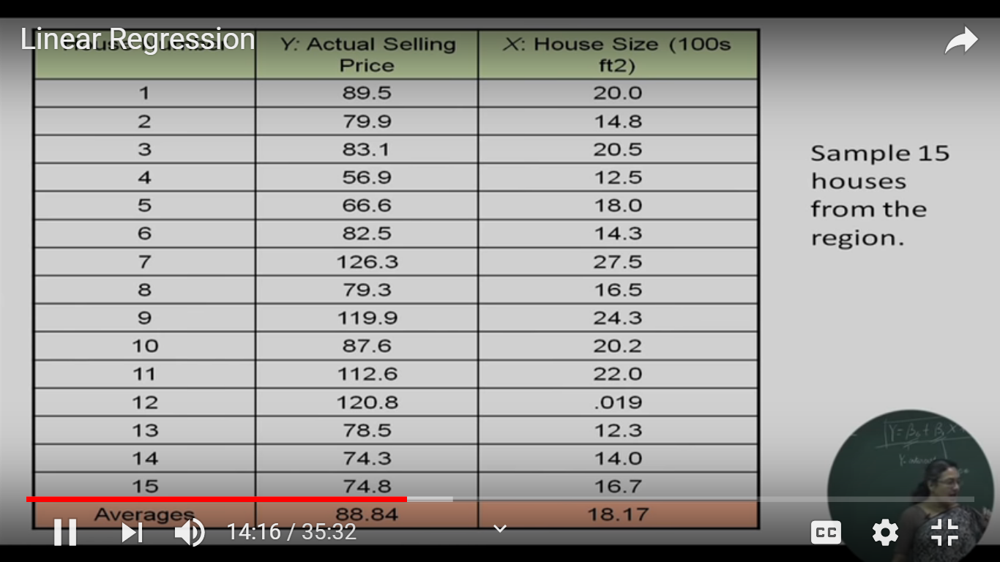 Linear Regression
Y: Actual Selling Price X: House Size (100s ft2)
1 89.5 20.0
2 79.9 14.8
3 83.1 20.5
4 56.9 12.5
5 66.6 18.0
6 82.5 14.3
7 126.3 27.5
8 79.3 16.5
9 119.9 24.3
10 87.6 20.2
11 112.6 22.0
12 120.8 .019
13 78.5 12.3
14 74.3 14.0
15 74.8 16.7
Averages 88.84 18.17
Sample 15
houses
from the
region.
14:16 / 35:32
CC